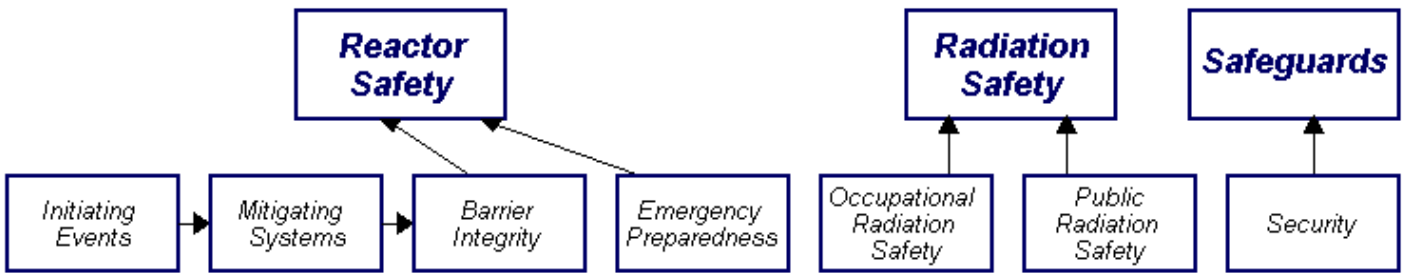 Reactor
Safety
Radiation
Safety
Safeguards
Initiating
Events
Mitigating
Systems
Barrier
Integrity
Emergency
Preparedness
Occupational
Radiation
Safety
Public
Radiation
Safety
Security